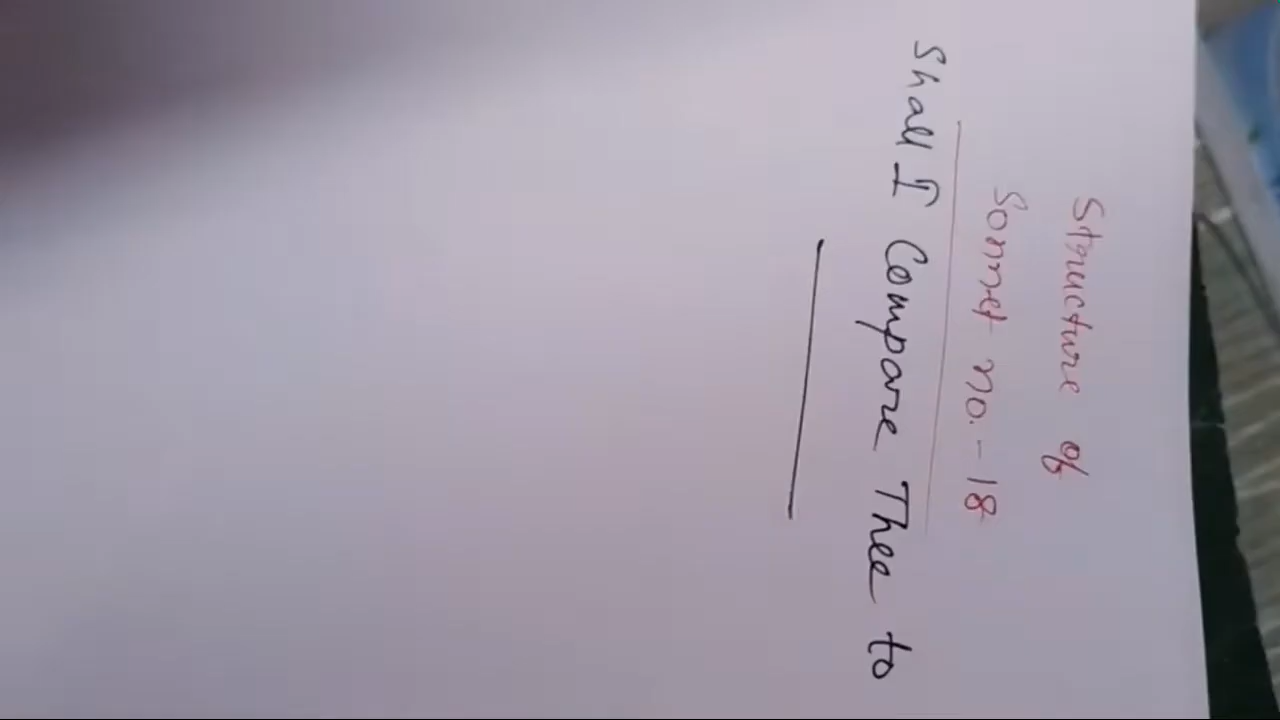 Structure of
Sonnet no. - 18
Shall I Compare Thee to